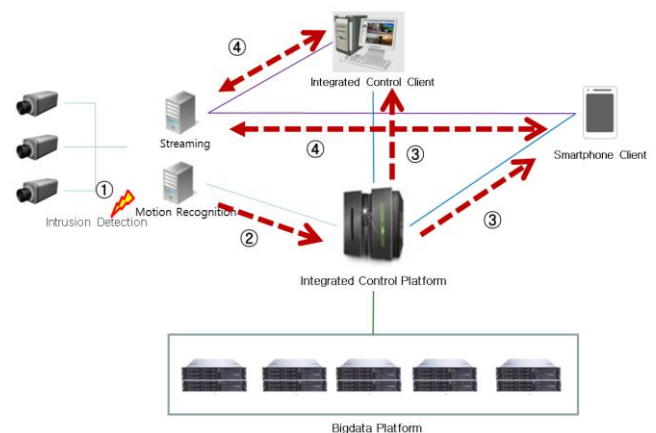 ④
Integrated Control Client
Streaming
④
③
Smartphone Client
①
Intrusion Detection
Motion Recognition
②
③
Integrated Control Platform
Bigdata Platform